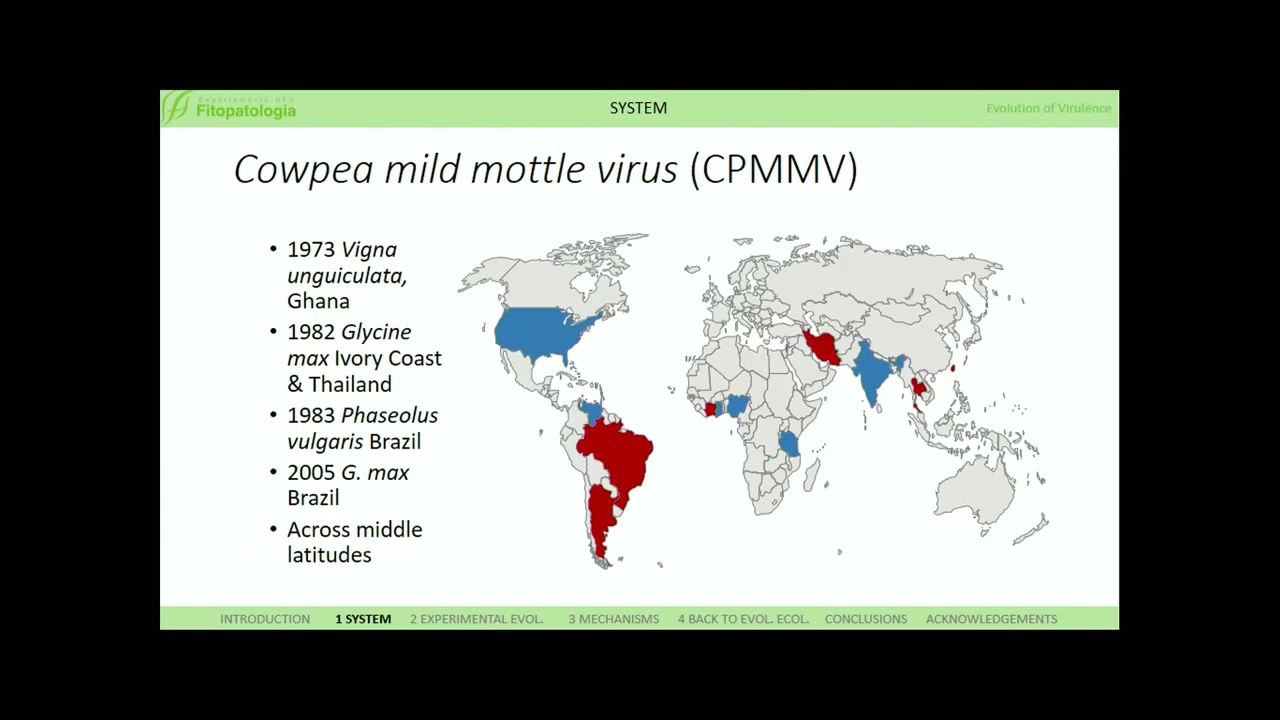 Departamento UFV
Fitopatologia
SYSTEM
Evolution of Virulence
Cowpea mild mottle virus (CPMMV)
• 1973 Vigna
unguiculata,
Ghana
• 1982 Glycine
max Ivory Coast
& Thailand
• 1983 Phaseolus
vulgaris Brazil
• 2005 G. max
Brazil
• Across middle
latitudes
INTRODUCTION
1 SYSTEM
2 EXPERIMENTAL EVOL.
3 MECHANISMS
4 BACK TO EVOL. ECOL.
CONCLUSIONS
ACKNOWLEDGEMENTS